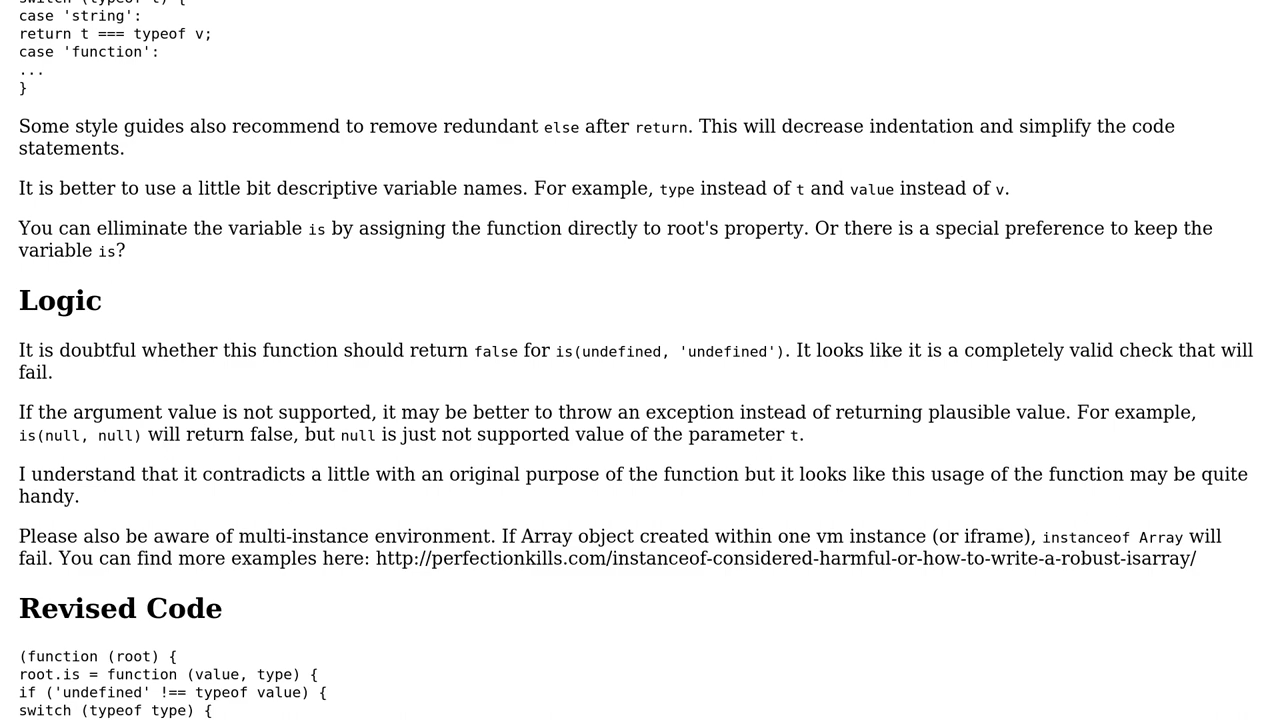 switch (typeof t) {
case 'string':
return t === typeof v;
case 'function':
...
}
Some style guides also recommend to remove redundant else after return. This will decrease indentation and simplify the code
statements.
It is better to use a little bit descriptive variable names. For example, type instead of t and value instead of v.
You can elliminate the variable is by assigning the function directly to root's property. Or there is a special preference to keep the
variable is?
Logic
It is doubtful whether this function should return false for is(undefined, 'undefined'). It looks like it is a completely valid check that will
fail.
If the argument value is not supported, it may be better to throw an exception instead of returning plausible value. For example,
is(null, null) will return false, but null is just not supported value of the parameter t.
I understand that it contradicts a little with an original purpose of the function but it looks like this usage of the function may be quite
handy.
Please also be aware of multi-instance environment. If Array object created within one vm instance (or iframe), instanceof Array will
fail. You can find more examples here: http://perfectionkills.com/instanceof-considered-harmful-or-how-to-write-a-robust-isarray/
Revised Code
(function (root) {
root.is = function (value, type) {
if ('undefined' !== typeof value) {
switch (typeof type) {